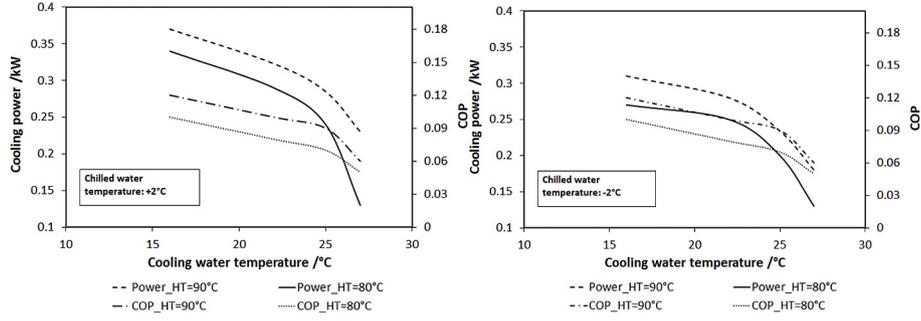 0.4
0.35
0.3
0.25
0.2
0.15
0.1
Cooling power /kW
0.18
0.15
0.12
0.09
0.06
0.03
0
COP
10 15 20 25 30
Cooling water temperature /°C
Chilled water
temperature: +2°C
Power_HT=90°C Power_HT=80°C
COP_HT=90°C COP_HT=80°C
0.4
0.35
0.3
0.25
0.2
0.15
0.1
Cooling power /kW
0.18
0.15
0.12
0.09
0.06
0.03
0
COP
10 15 20 25 30
Cooling water temperature /°C
Chilled water
temperature: -2°C
Power_HT=90°C Power_HT=80°C
COP_HT=90°C COP_HT=80°C